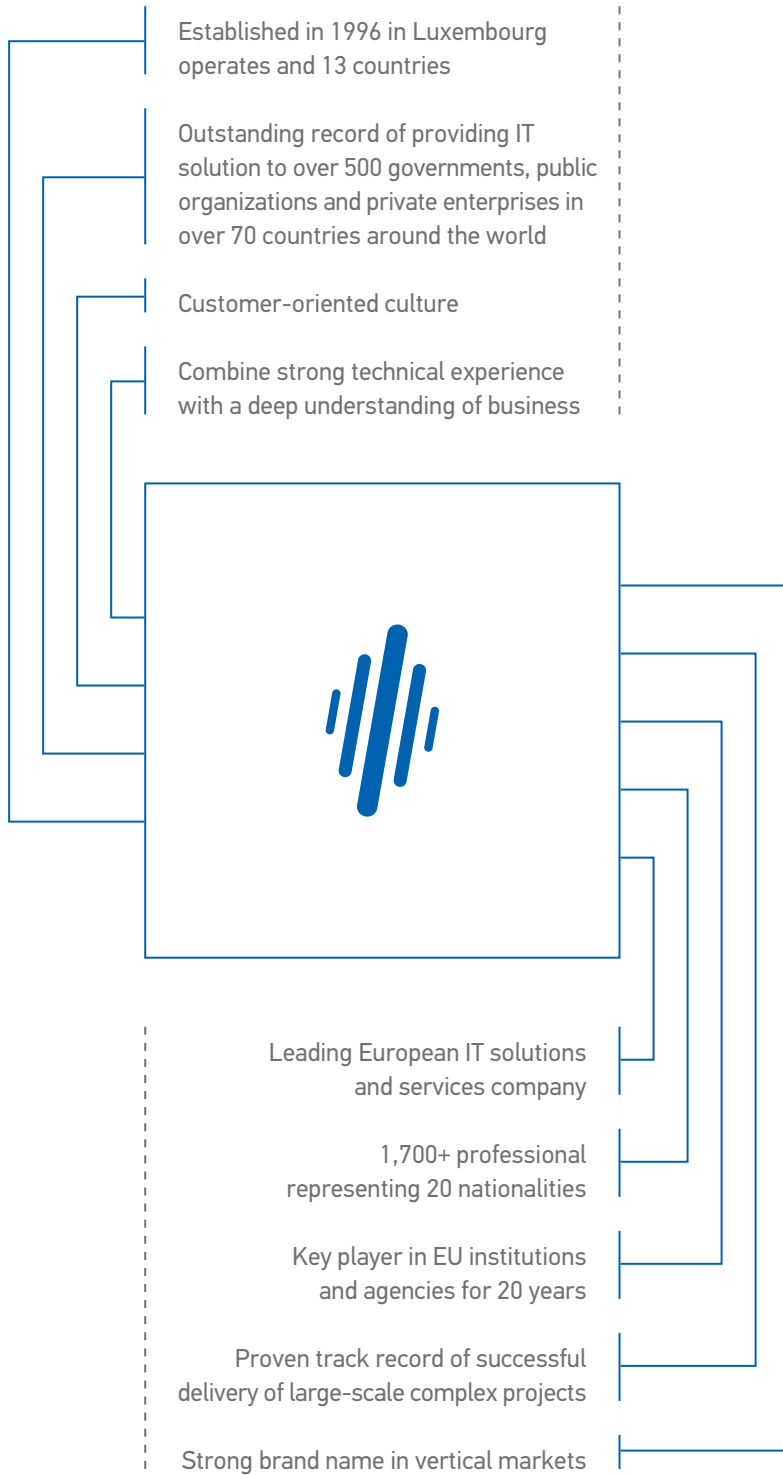 Established in 1996 in Luxembourg
operates and 13 countries
Outstanding record of providing IT
solution to over 500 governments, public
organizations and private enterprises in
over 70 countries around the world
Customer-oriented culture
Combine strong technical experience
with a deep understanding of business
Leading European IT solutions
and services company
1,700+ professional
representing 20 nationalities
Key player in EU institutions
and agencies for 20 years
Proven track record of successful
delivery of large-scale complex projects
Strong brand name in vertical markets